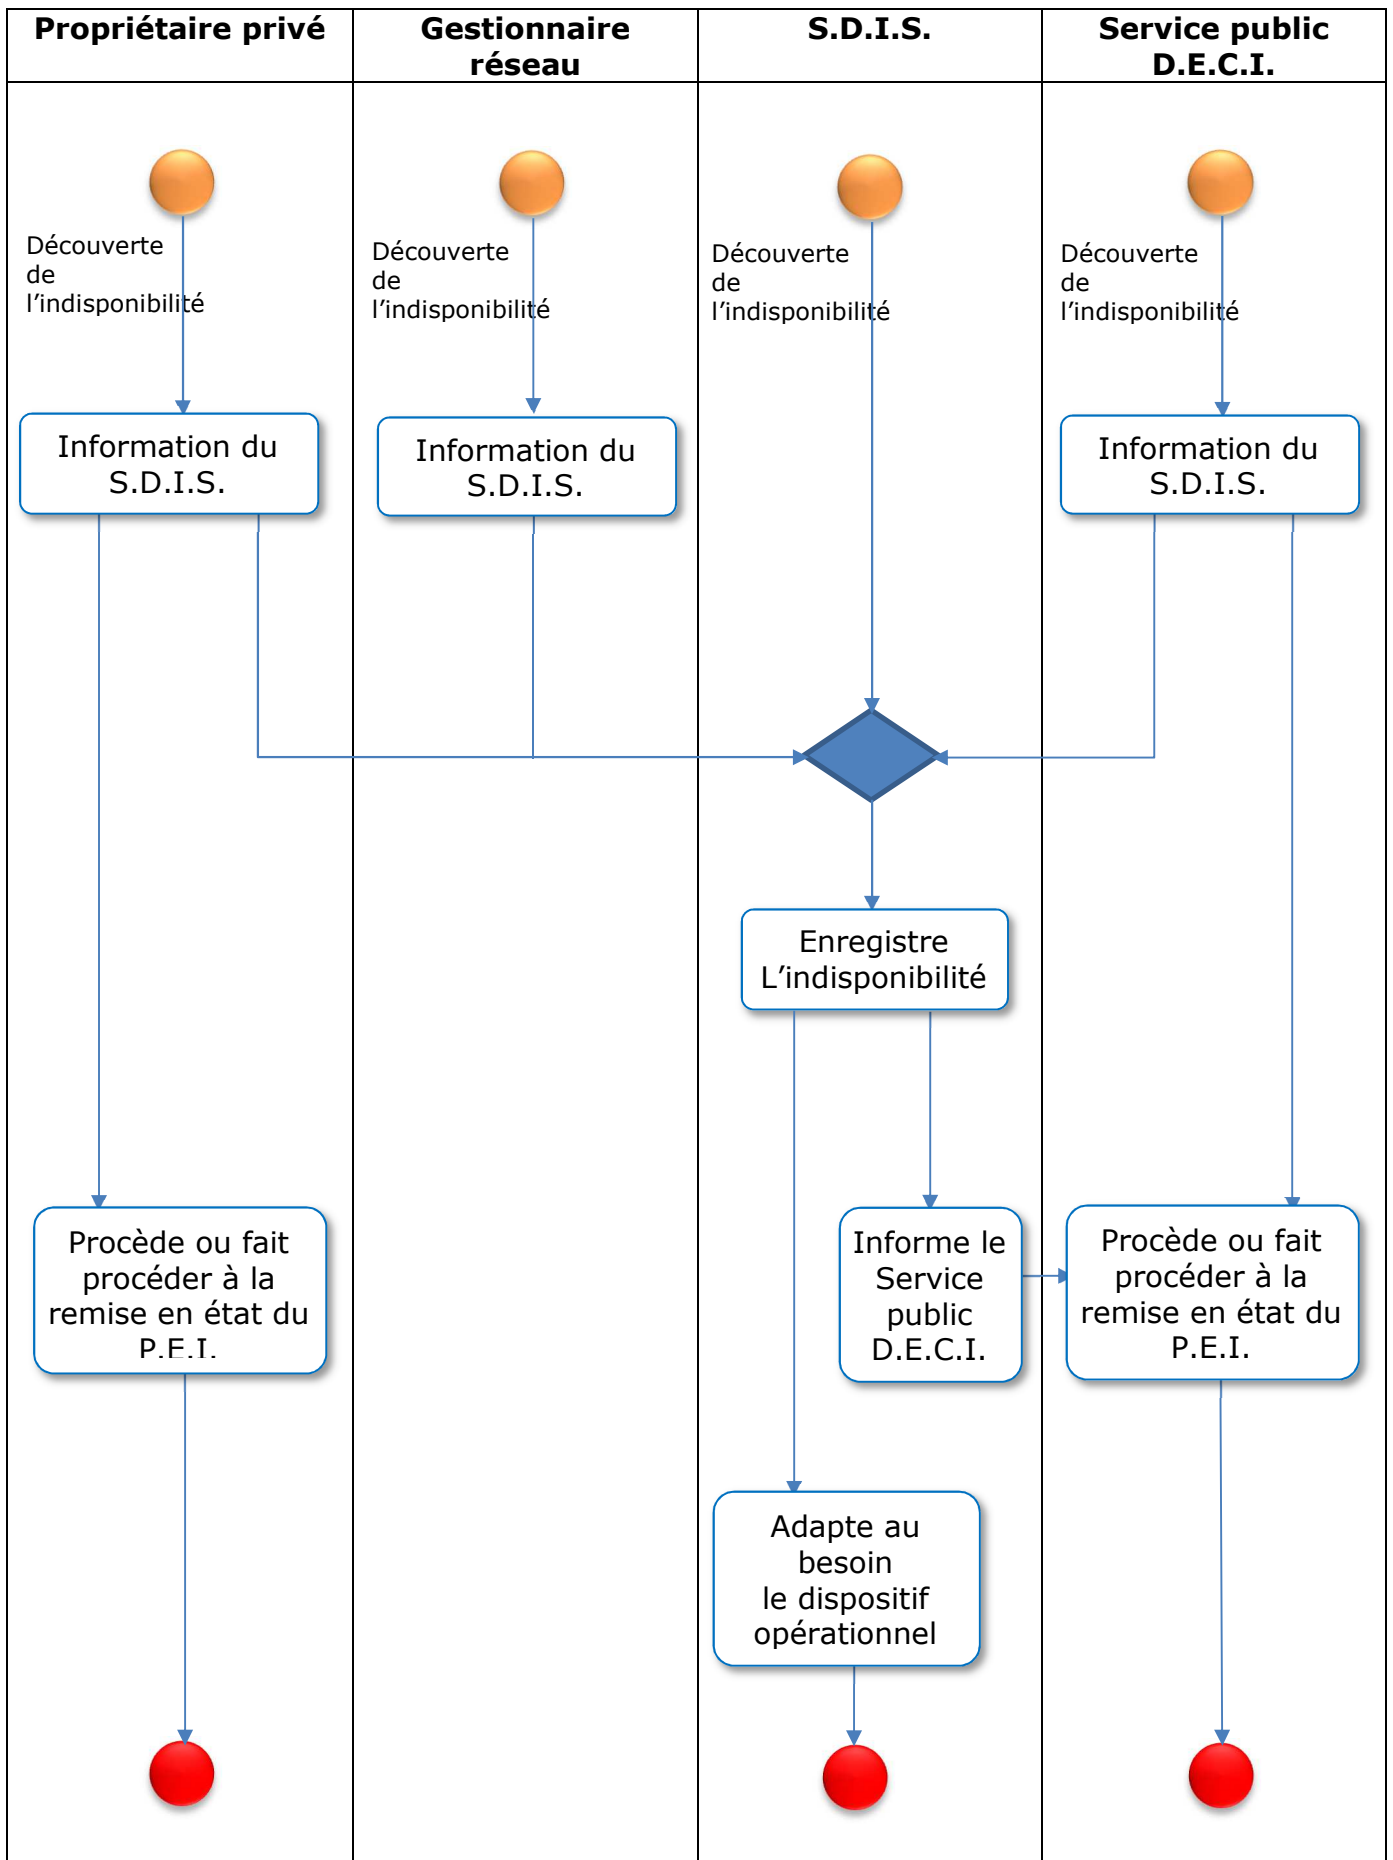 Propriétaire privé
Gestionnaire
réseau
S.D.I.S.
Service public
D.E.C.I.
Découverte
de
l’indisponibilité
Découverte
de
l’indisponibilité
Découverte
de
l’indisponibilité
Découverte
de
l’indisponibilité
Information du
S.D.I.S.
Information du
S.D.I.S.
Information du
S.D.I.S.
Enregistre
L’indisponibilité
Procède ou fait
procéder à la
remise en état du
P.E.I.
Informe le
Service
public
D.E.C.I.
Procède ou fait
procéder à la
remise en état du
P.E.I.
Adapte au
besoin
le dispositif
opérationnel